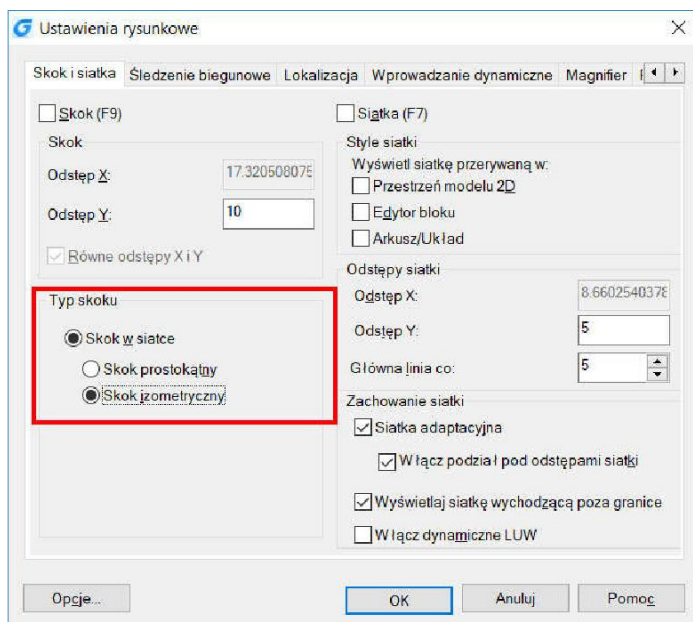 Ustawienia rysunkowe
Skok i siatka Śledzenie biegunowe Lokalizacja Wprowadzanie dynamiczne Magnifier
Skok (F9)
Skok
Odstęp X: 17.320508075
Odstęp Y: 10
Równe odstępy X i Y
Typ skoku
Skok w siatce
Skok prostokątny
Skok izometryczny
Siatka (F7)
Style siatki
Wyświetl siatkę przerywaną w:
Przestrzeń modelu 2D
Edytor bloku
Arkusz/Układ
Odstępy siatki
Odstęp X: 8.6602540378
Odstęp Y: 5
Główna linia co: 5
Zachowanie siatki
Siatka adaptacyjna
Włącz podział pod odstępami siatki
Wyświetlaj siatkę wychodzącą poza granice
Włącz dynamiczne LUW
Opcje... OK Anuluj Pomoc